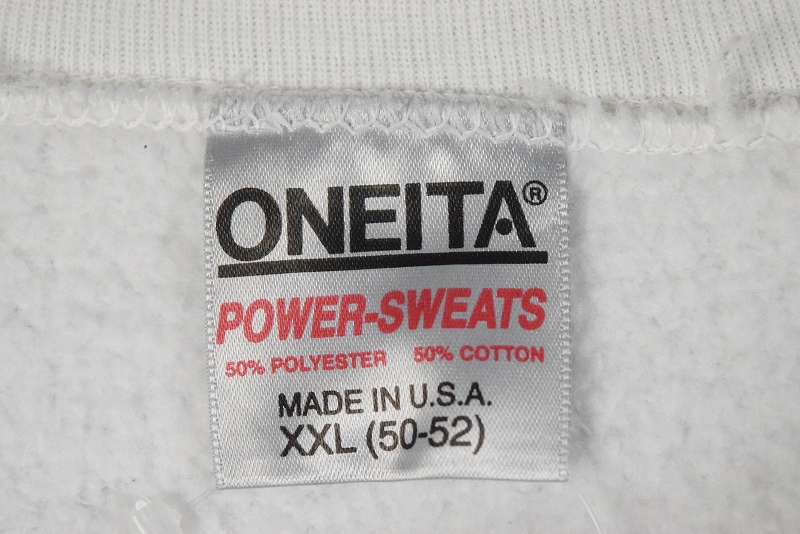 ONEITA®
POWER-SWEATS
50% POLYESTER 50% COTTON
MADE IN U.S.A.
XXL (50-52)